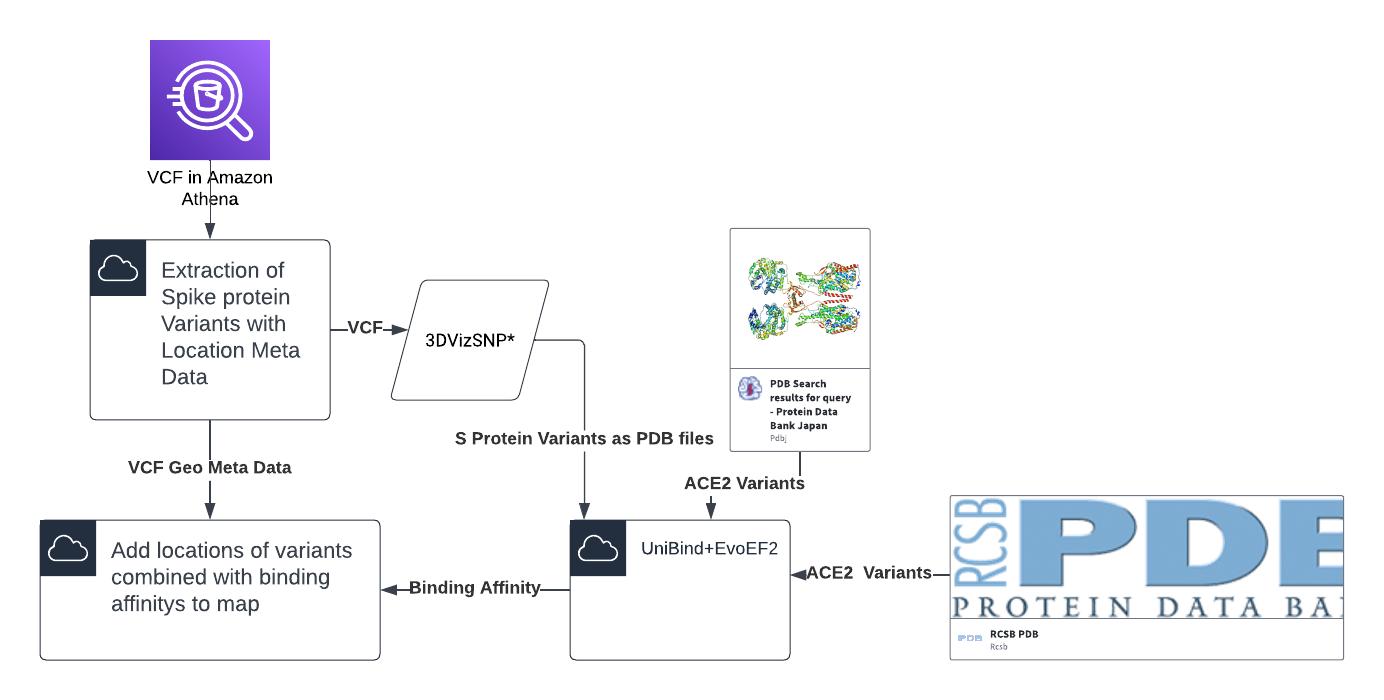 VCF in Amazon
Athena
Extraction of
Spike protein
Variants with
Location Meta
Data
VCF
3DVizSNP*
PDB Search
results for query
- Protein Data
Bank Japan
Pdbj
S Protein Variants as PDB files
VCF Geo Meta Data
ACE2 Variants
Add locations of variants
combined with binding
affinitys to map
Binding Affinity
UniBind+EvoEF2
ACE2 Variants
RCSB
PDB
PROTEIN DATA BA
PDB
RCSB PDB
Rcsb